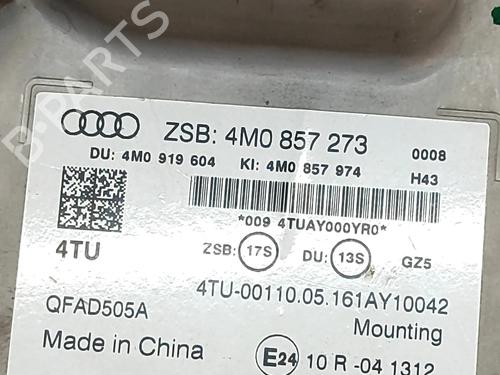 B-PARTS
ZSB: 4M0 857 273 0008
DU: 4M0 919 604 KI: 4M0 857 974 H43
*009 4TUAY000YR0*
4TU ZSB: 17S DU: 13S GZ5
4TU-00110.05.161AY10042
QFAD505A Mounting
Made in China E24 10 R -04 1312